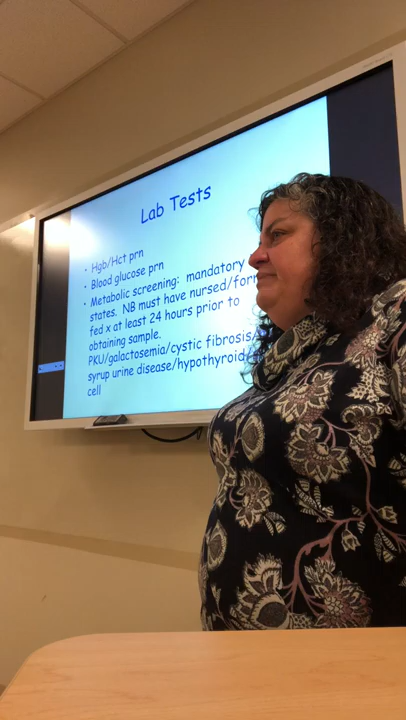 Lab Tests
• Hgb/Hct prn
• Blood glucose prn
• Metabolic screening: mandatory
states. NB must have nursed/for
fed x at least 24 hours prior to
obtaining sample.
PKU/galactosemia/cystic fibrosis/
syrup urine disease/hypothyroid/
cell